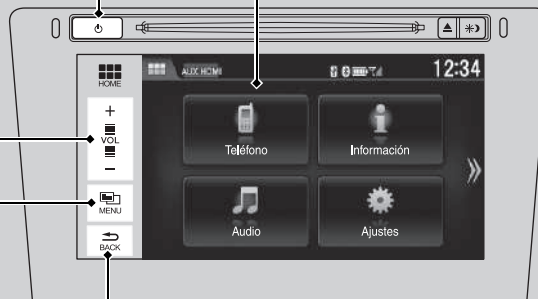 AUX HDMI
12:34
HOME
+
VOL
−
MENU
BACK
Teléfono
Información
Audio
Ajustes